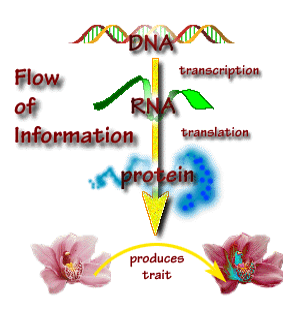 DNA
transcription
Flow
of
Information
RNA
translation
protein
produces
trait